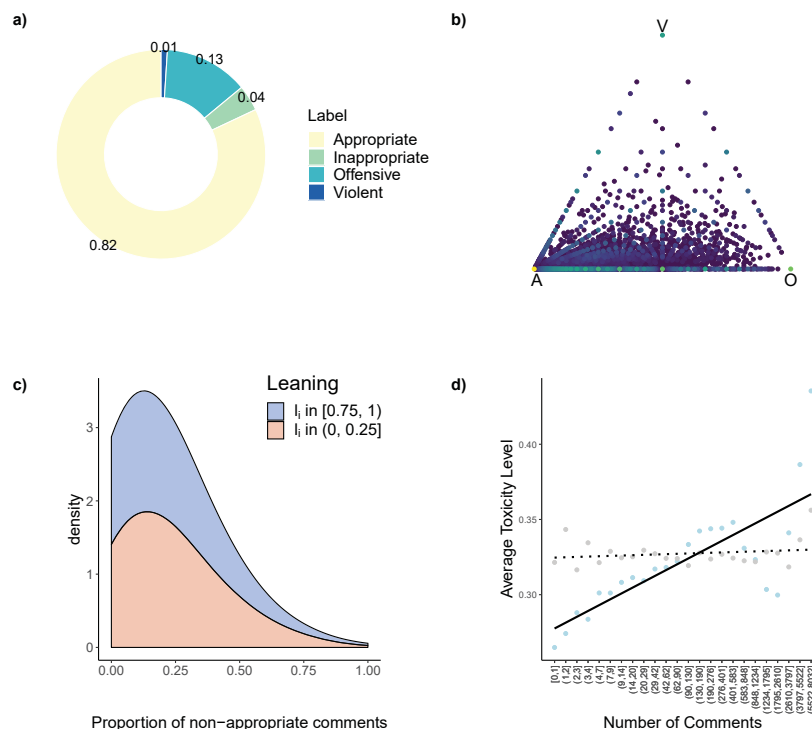 a)
0.01
0.13
0.04
0.82
Label
Appropriate
Inappropriate
Offensive
Violent
b)
V
A
O
c)
Leaning
l_i in [0.75, 1)
l_i in (0, 0.25]
density
3
2
1
0
0.00
0.25
0.50
0.75
1.00
Proportion of non−appropriate comments
d)
Average Toxicity Level
0.40
0.35
0.30
[0,1]
(1,2]
(2,3]
(3,4]
(4,7]
(7,9]
(9,14]
(14,20]
(20,29]
(29,42]
(42,62]
(62,90]
(90,130]
(130,190]
(190,276]
(276,401]
(401,583]
(583,848]
(848,1234]
(1234,1795]
(1795,2610]
(2610,3797]
(3797,5522]
(5522,8032]
Number of Comments